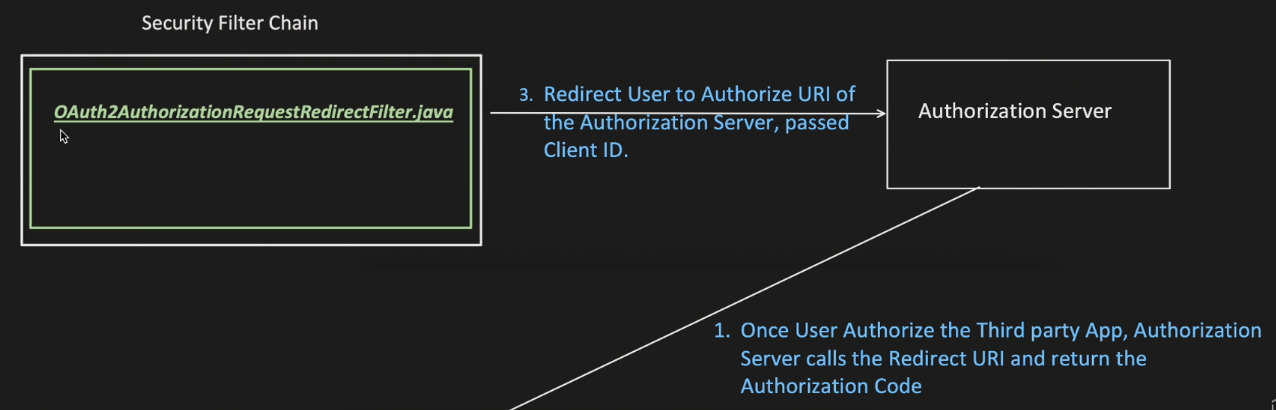 Security Filter Chain
OAuth2AuthorizationRequestRedirectFilter.java
3. Redirect User to Authorize URI of
the Authorization Server, passed
Client ID.
Authorization Server
1. Once User Authorize the Third party App, Authorization
Server calls the Redirect URI and return the
Authorization Code